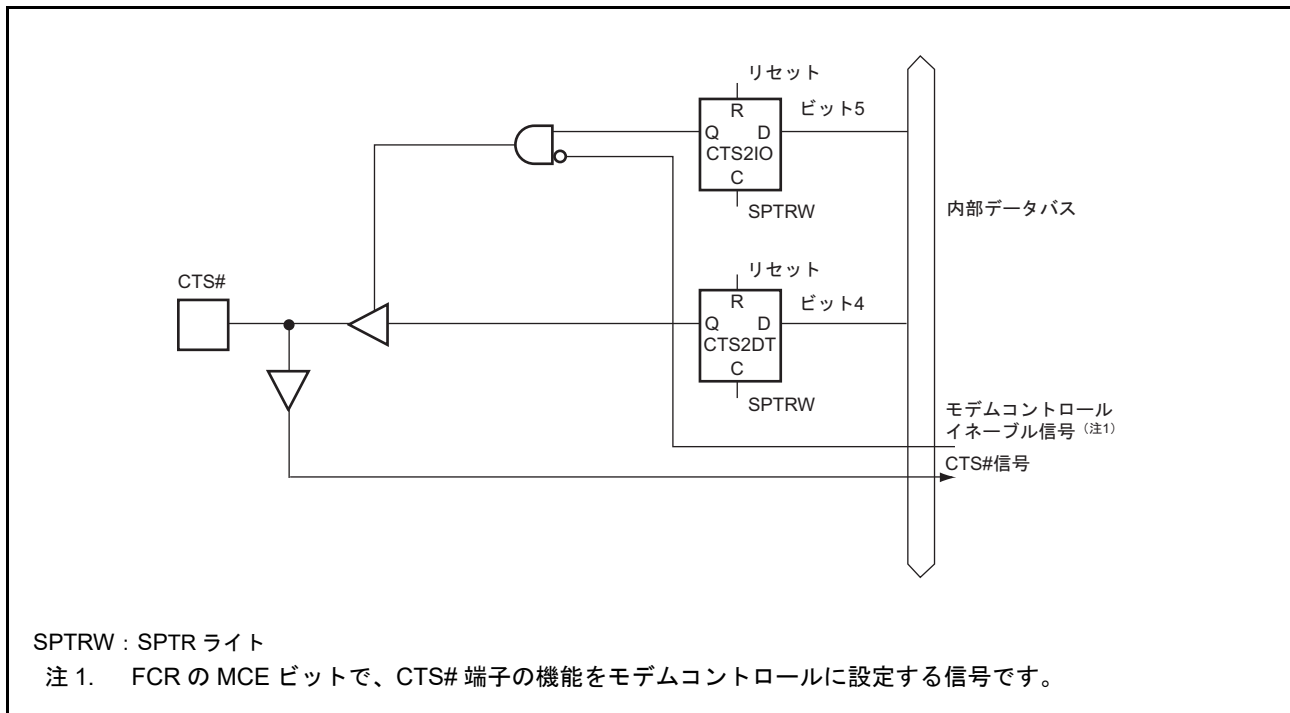 リセット
R
ビット5
Q D
CTS2IO
C
SPTRW
内部データバス
リセット
CTS#
R
ビット4
Q D
CTS2DT
C
SPTRW
モデムコントロール
イネーブル信号（注1）
CTS#信号
SPTRW：SPTR ライト
注 1. FCR の MCE ビットで、CTS# 端子の機能をモデムコントロールに設定する信号です。